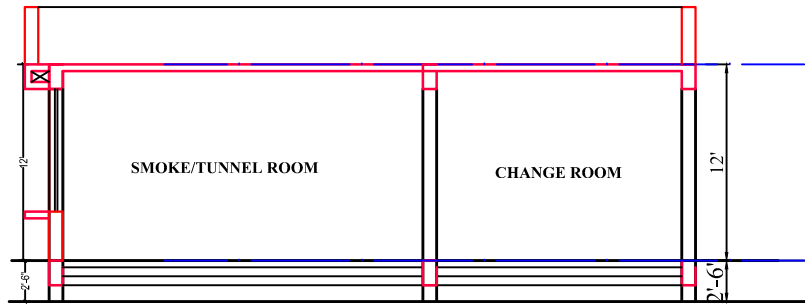 12'
SMOKE/TUNNEL ROOM
CHANGE ROOM
12'
2'-6"
2'-6'